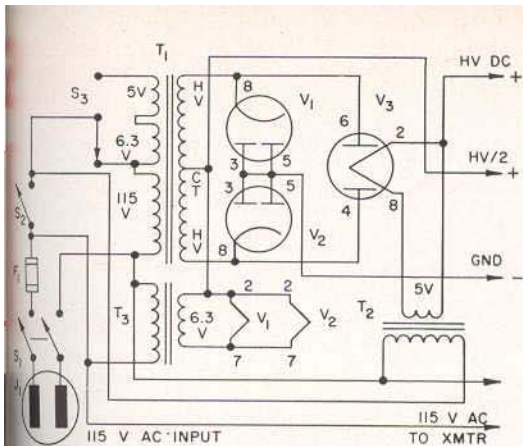 T1
HV DC +
S3
5V
HV
8
V1
V3
6
2
6.3 V
3
5
HV/2 +
115 V
CT
3
5
4
8
S2
HV
V2
8
GND -
F1
T3
6.3 V
2
2
V1
V2
7
7
5V
T2
S1
J1
115 V AC INPUT
115 V AC
TO XMTR